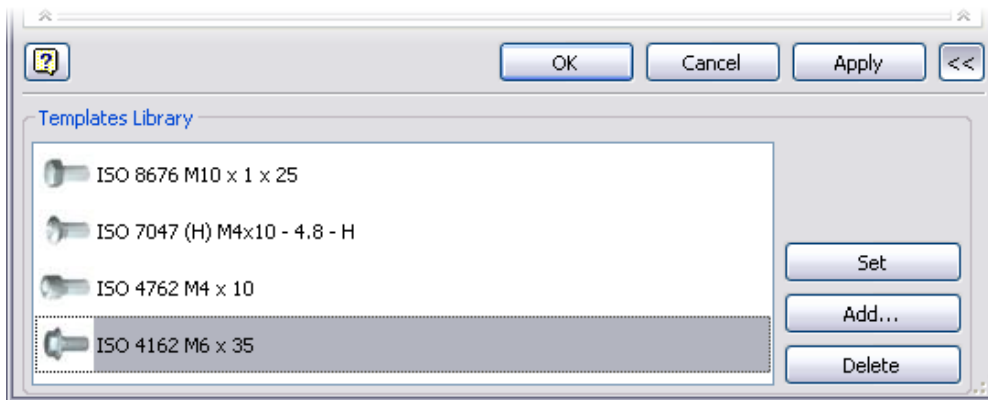 OK Cancel Apply <<
Templates Library
ISO 8676 M10 x 1 x 25
ISO 7047 (H) M4x10 - 4.8 - H
ISO 4762 M4 x 10
ISO 4162 M6 x 35
Set
Add...
Delete